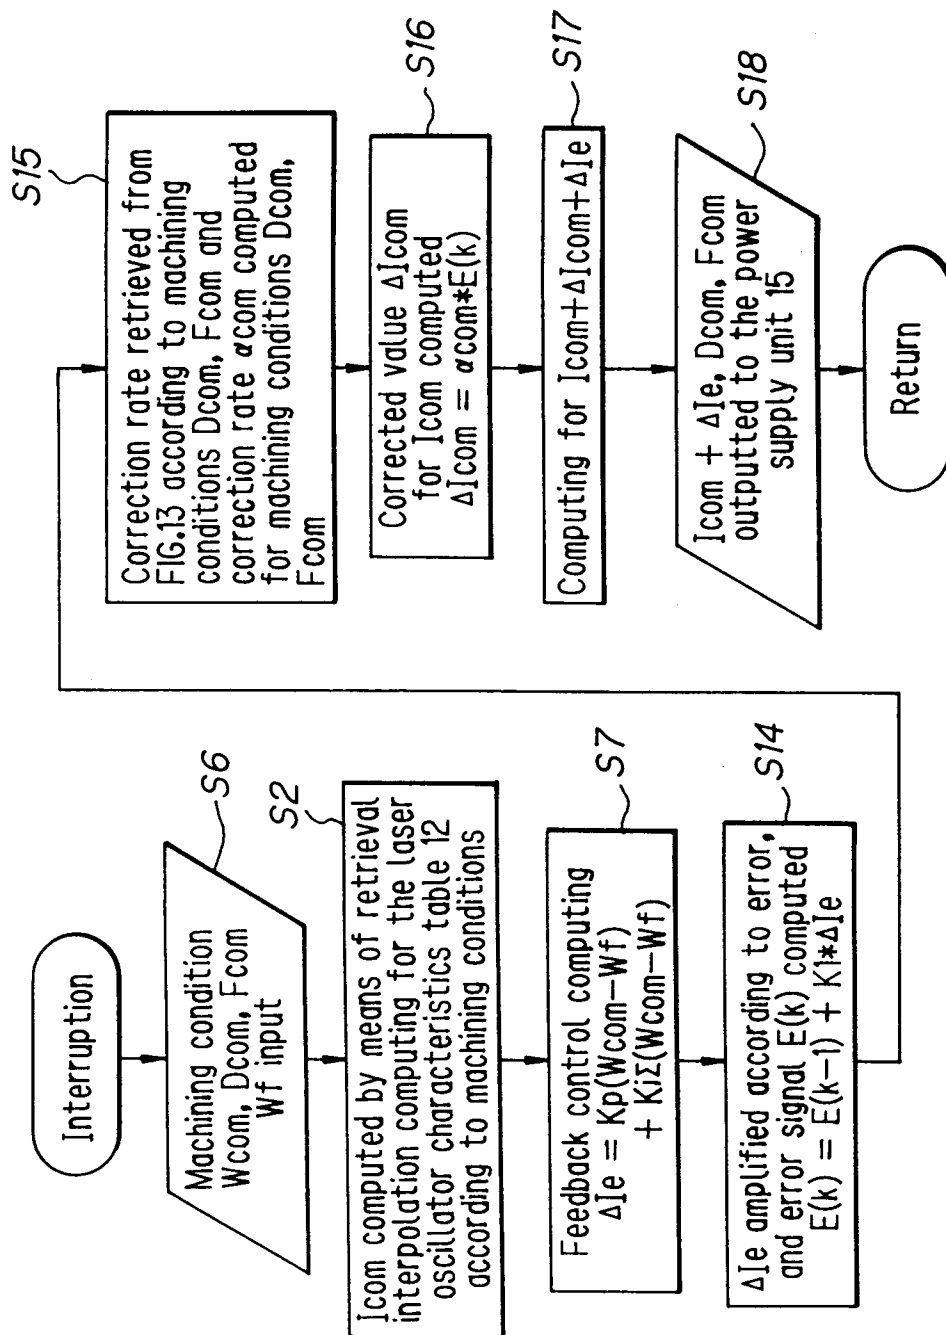 Interruption
S6
Machining condition
Wcom, Dcom, Fcom
Wf input
S2
Icom computed by means of retrieval
interpolation computing for the laser
oscillator characteristics table 12
according to machining conditions
S7
Feedback control computing
ΔIe = Kp(Wcom-Wf)
+ KiΣ(Wcom-Wf)
S14
ΔIe amplified according to error,
and error signal E(k) computed
E(k) = E(k-1) + K1*ΔIe
S15
Correction rate retrieved from
FIG.13 according to machining
conditions Dcom, Fcom and
correction rate αcom computed
for machining conditions Dcom,
Fcom
S16
Corrected value ΔIcom
for Icom computed
ΔIcom = αcom*E(k)
S17
Computing for Icom+ΔIcom+ΔIe
S18
Icom + ΔIe, Dcom, Fcom
outputted to the power
supply unit 15
Return